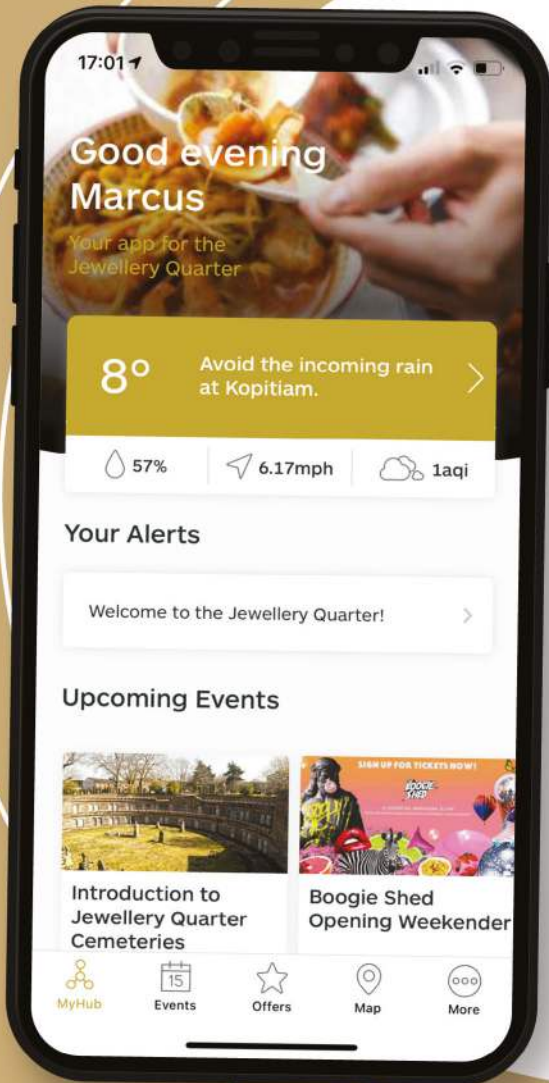 17:01
Good evening
Marcus
Your app for the
Jewellery Quarter
8°
Avoid the incoming rain
at Kopitiam.
57%
6.17mph
1aqi
Your Alerts
Welcome to the Jewellery Quarter!
Upcoming Events
SIGN UP FOR TICKETS NOW!
BOOGIE
SHED
Introduction to
Jewellery Quarter
Cemeteries
Boogie Shed
Opening Weekender
15
MyHub
Events
Offers
Map
More